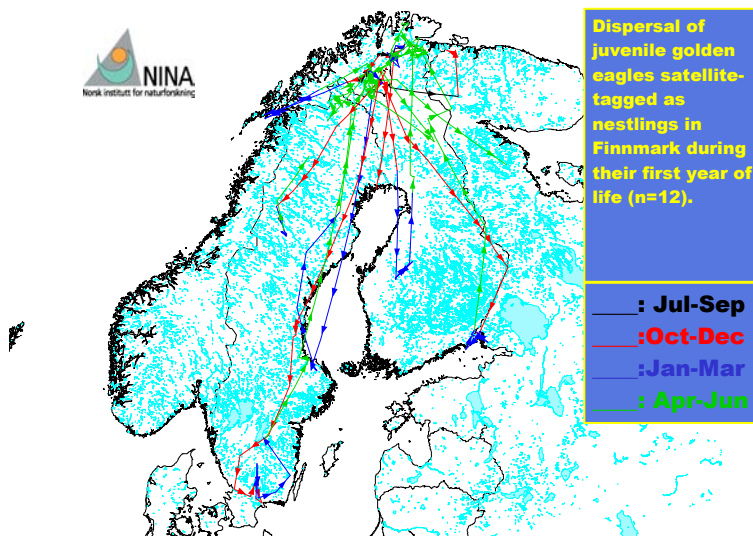 NINA
Norsk institutt for naturforskning
Dispersal of
juvenile golden
eagles satellite-
tagged as
nestlings in
Finnmark during
their first year of
life (n=12).
____: Jul-Sep
____:Oct-Dec
____:Jan-Mar
____: Apr-Jun